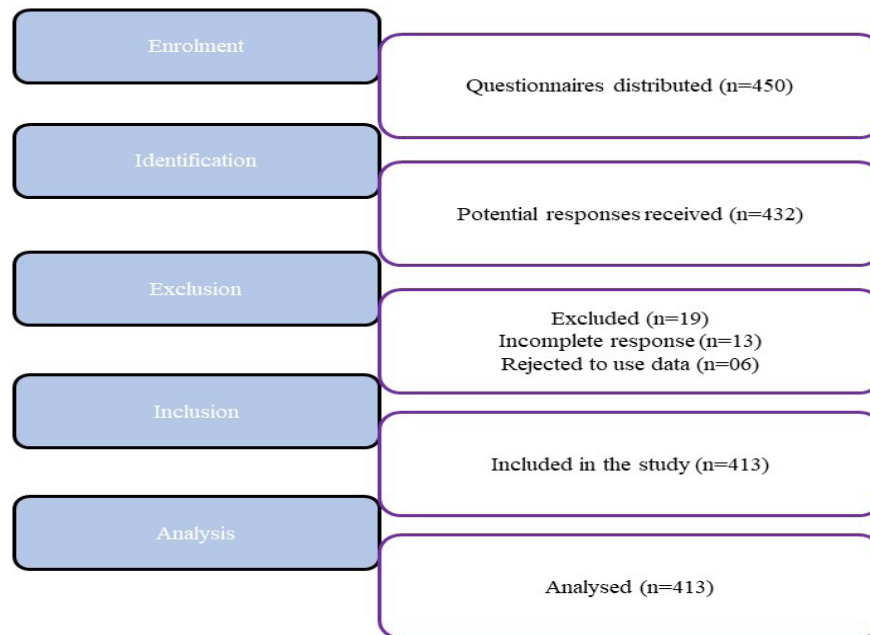 Enrolment
Questionnaires distributed (n=450)
Identification
Potential responses received (n=432)
Exclusion
Excluded (n=19)
Incomplete response (n=13)
Rejected to use data (n=06)
Inclusion
Included in the study (n=413)
Analysis
Analysed (n=413)